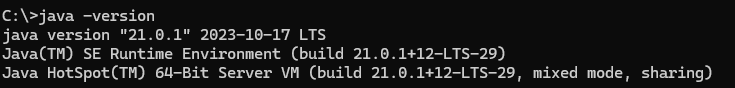 C:\>java -version
java version "21.0.1" 2023-10-17 LTS
Java(TM) SE Runtime Environment (build 21.0.1+12-LTS-29)
Java HotSpot(TM) 64-Bit Server VM (build 21.0.1+12-LTS-29, mixed mode, sharing)